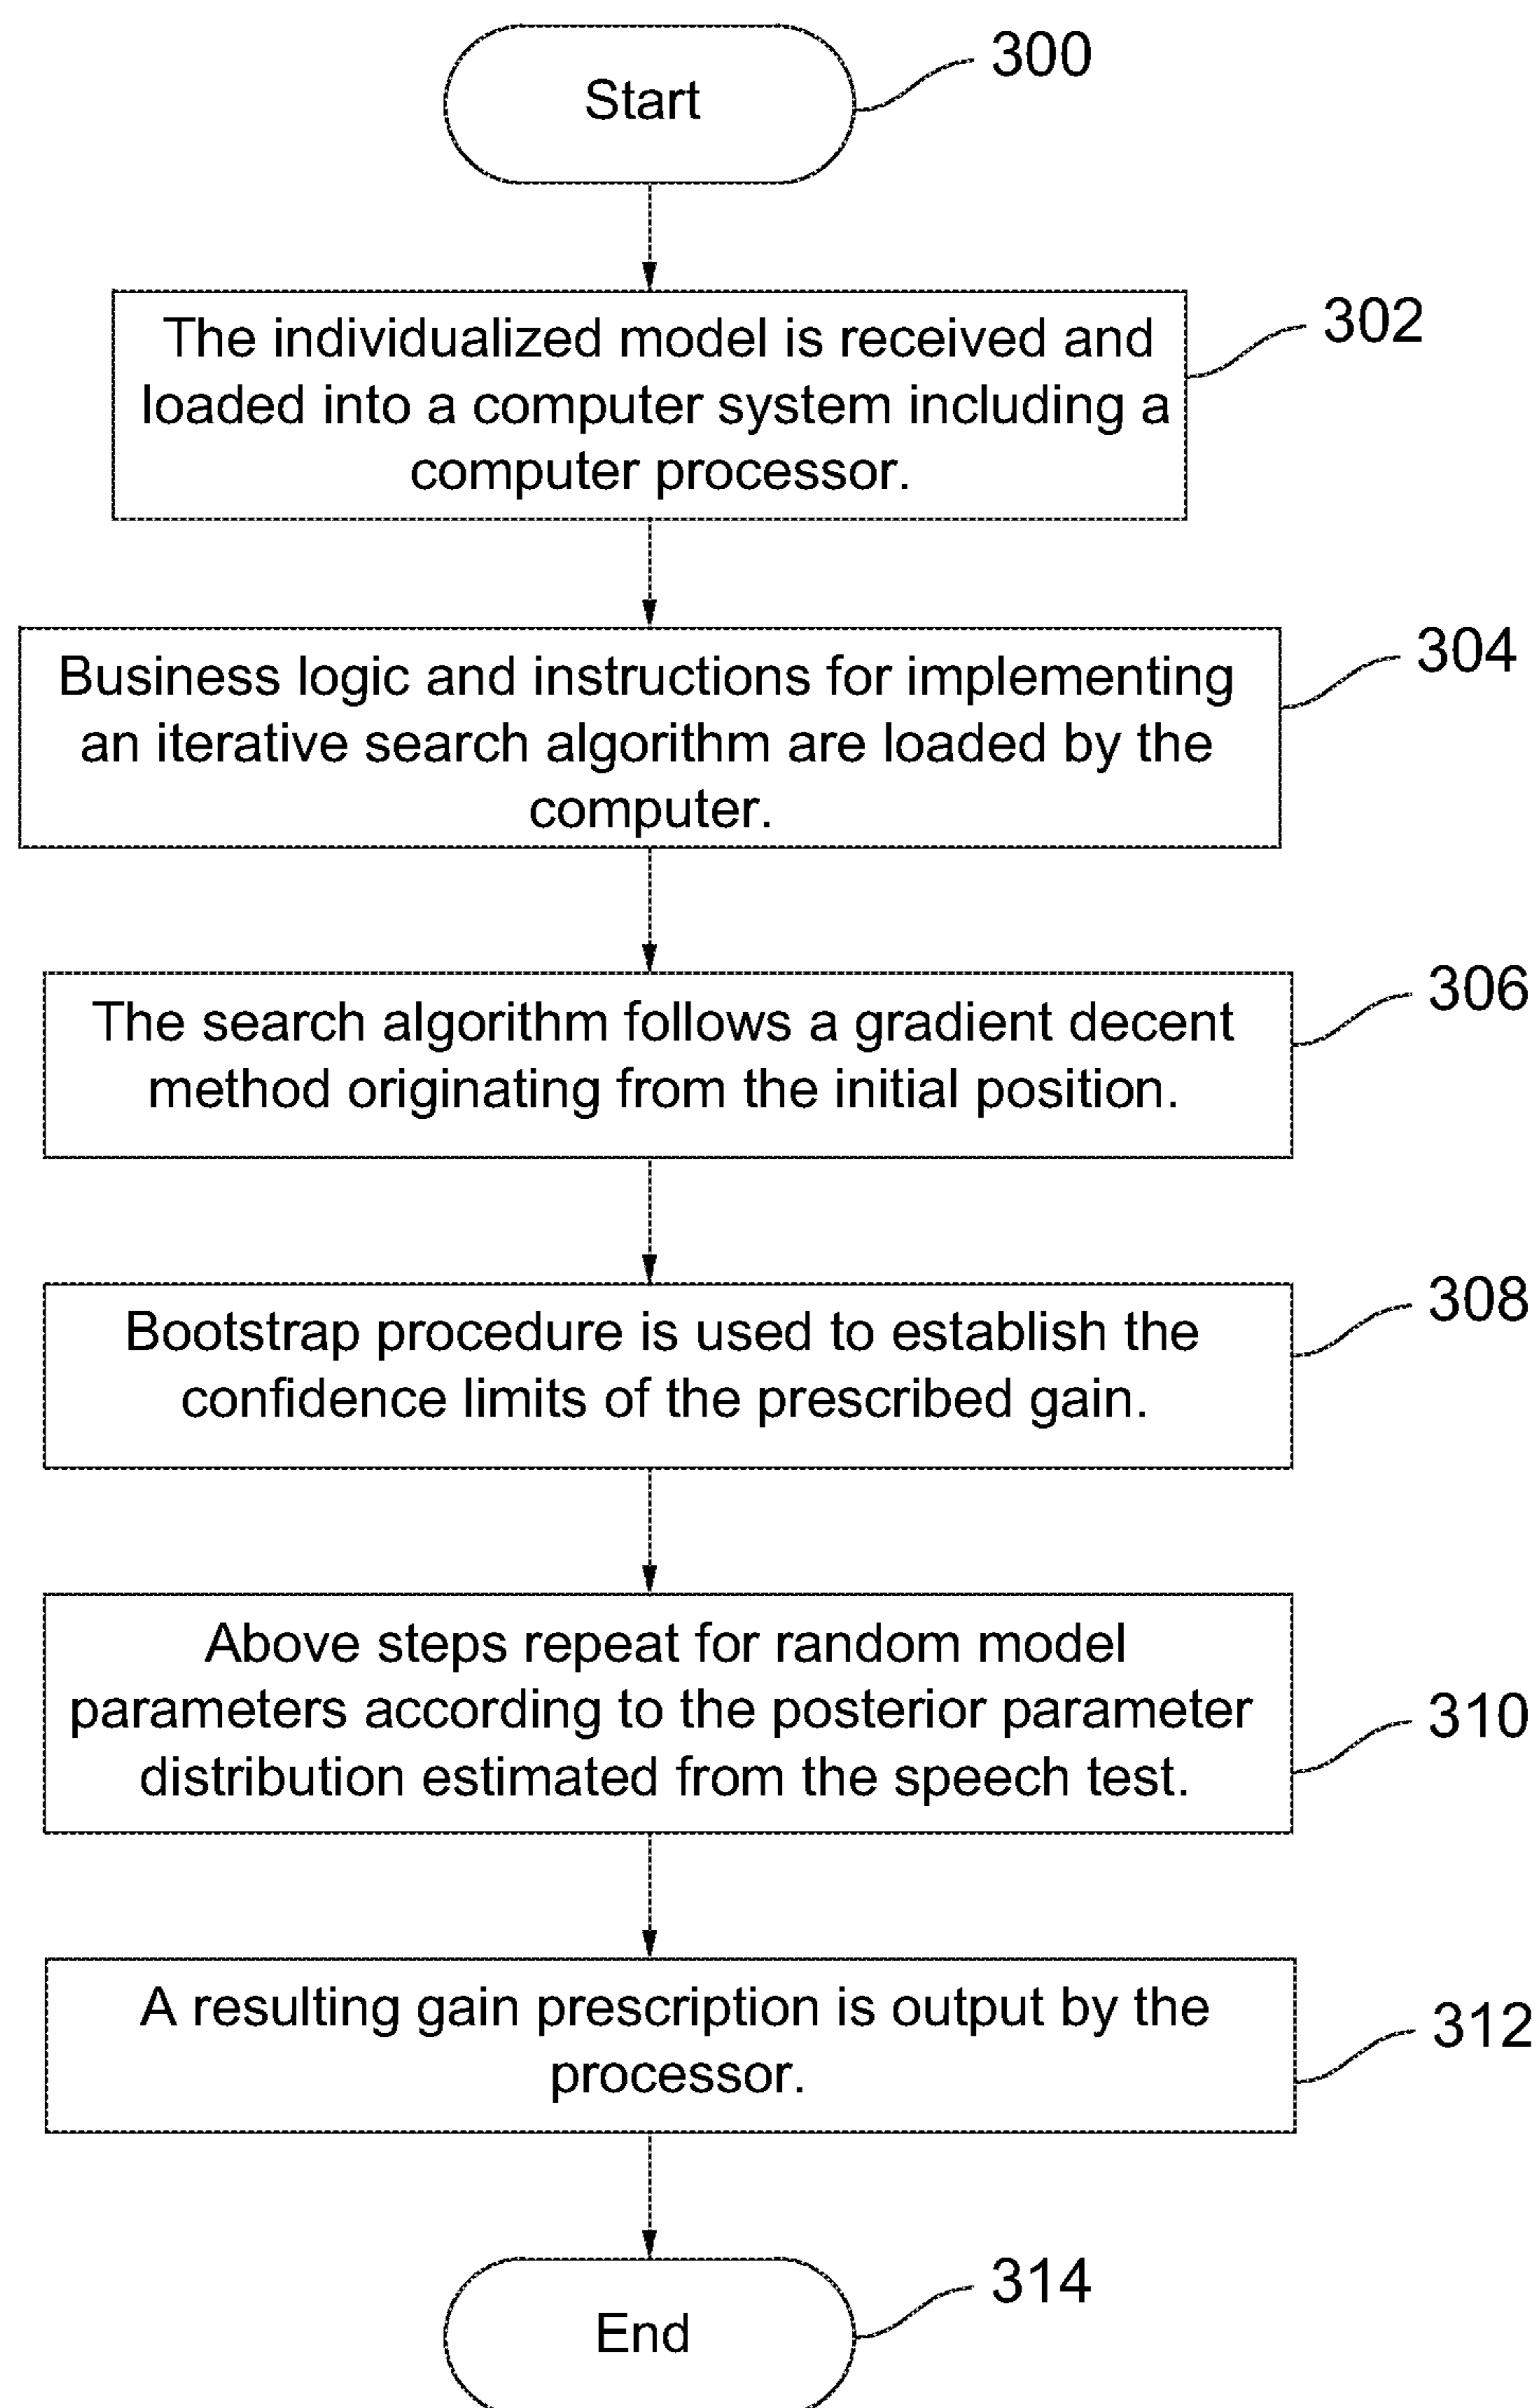 Start
300
The individualized model is received and
loaded into a computer system including a
computer processor.
302
Business logic and instructions for implementing
an iterative search algorithm are loaded by the
computer.
304
The search algorithm follows a gradient decent
method originating from the initial position.
306
Bootstrap procedure is used to establish the
confidence limits of the prescribed gain.
308
Above steps repeat for random model
parameters according to the posterior parameter
distribution estimated from the speech test.
310
A resulting gain prescription is output by the
processor.
312
End
314